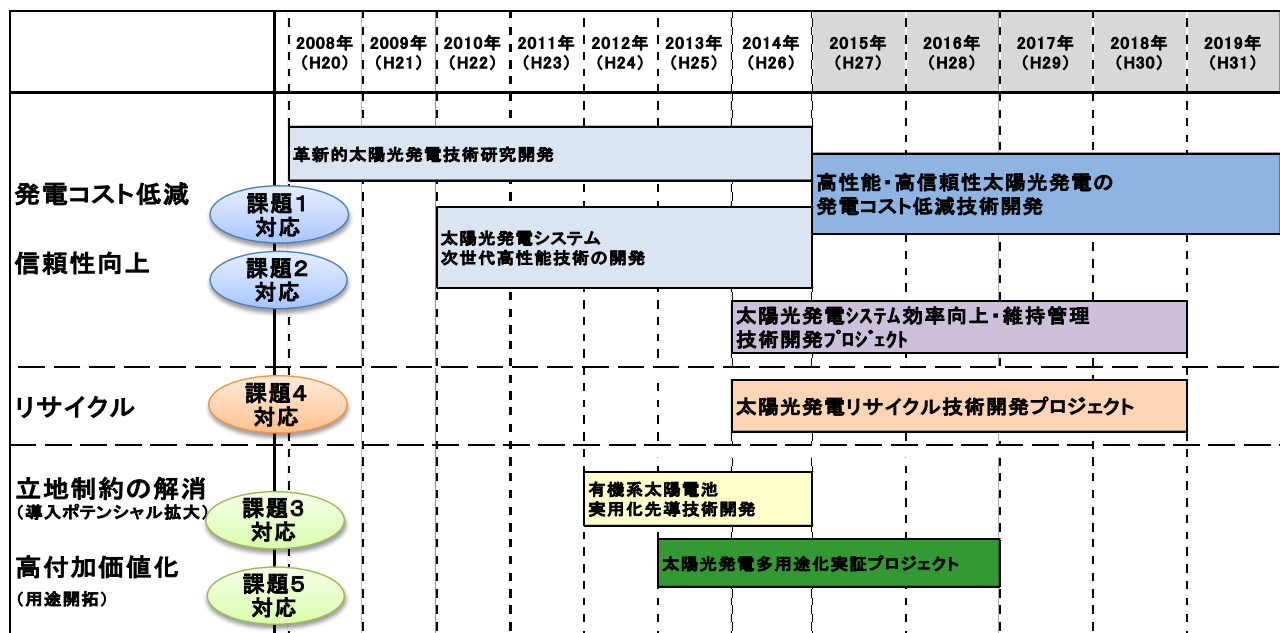 2008年 2009年 2010年 2011年 2012年 2013年 2014年 2015年 2016年 2017年 2018年 2019年
（H20） （H21） （H22） （H23） （H24） （H25） （H26） （H27） （H28） （H29） （H30） （H31）
革新的太陽光発電技術研究開発
高性能・高信頼性太陽光発電の
発電コスト低減技術開発
発電コスト低減
課題１
対応
太陽光発電システム
次世代高性能技術の開発
信頼性向上
課題２
対応
太陽光発電ｼｽﾃﾑ効率向上・維持管理
技術開発ﾌﾟﾛｼﾞｪｸﾄ
リサイクル
課題４
対応
太陽光発電リサイクル技術開発プロジェクト
立地制約の解消
（導入ポテンシャル拡大）
課題３
対応
有機系太陽電池
実用化先導技術開発
太陽光発電多用途化実証プロジェクト
高付加価値化
（用途開拓）
課題５
対応